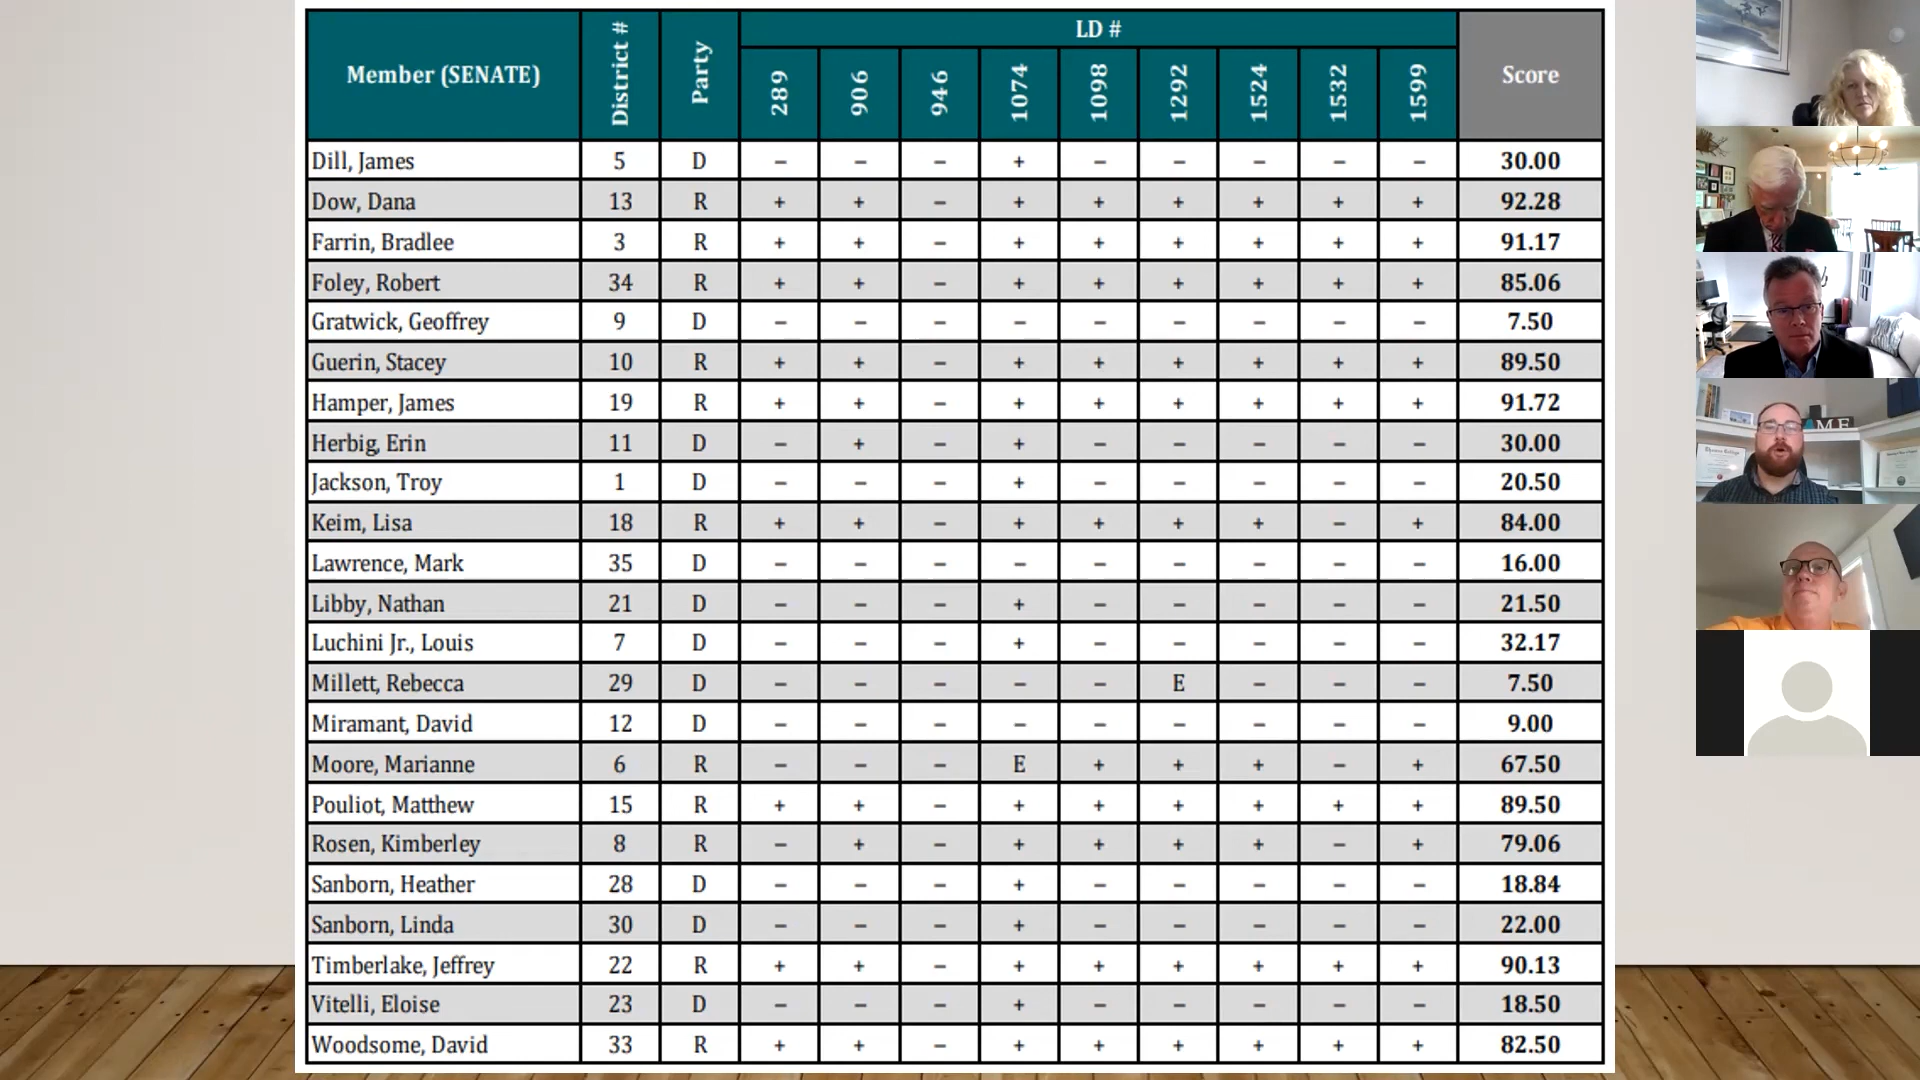 Member (SENATE) District # Party LD # Score
289 906 946 1074 1098 1292 1524 1532 1599
Dill, James 5 D – – – + – – – – – 30.00
Dow, Dana 13 R + + – + + + + + + 92.28
Farrin, Bradlee 3 R + + – + + + + + + 91.17
Foley, Robert 34 R + + – + + + + + + 85.06
Gratwick, Geoffrey 9 D – – – – – – – – – 7.50
Guerin, Stacey 10 R + + – + + + + + + 89.50
Hamper, James 19 R + + – + + + + + + 91.72
Herbig, Erin 11 D – + – + – – – – – 30.00
Jackson, Troy 1 D – – – + – – – – – 20.50
Keim, Lisa 18 R + + – + + + + – + 84.00
Lawrence, Mark 35 D – – – – – – – – – 16.00
Libby, Nathan 21 D – – – + – – – – – 21.50
Luchini Jr., Louis 7 D – – – + – – – – – 32.17
Millett, Rebecca 29 D – – – – – E – – – 7.50
Miramant, David 12 D – – – – – – – – – 9.00
Moore, Marianne 6 R – – – E + + + – + 67.50
Pouliot, Matthew 15 R + + – + + + + + + 89.50
Rosen, Kimberley 8 R – + – + + + + – + 79.06
Sanborn, Heather 28 D – – – + – – – – – 18.84
Sanborn, Linda 30 D – – – + – – – – – 22.00
Timberlake, Jeffrey 22 R + + – + + + + + + 90.13
Vitelli, Eloise 23 D – – – + – – – – – 18.50
Woodsome, David 33 R + + – + + + + + + 82.50
ME